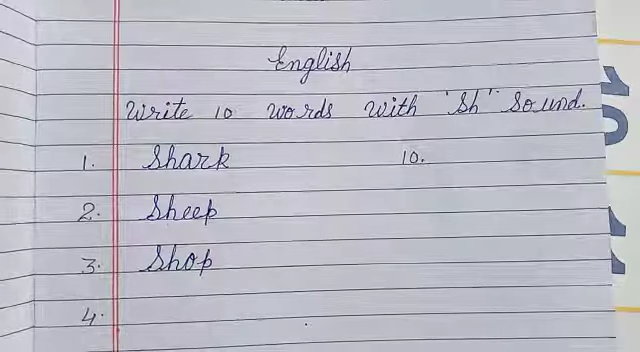 English
Write 10 words with 'Sh" Sound.
1. Shark 10.
2. Sheep
3. Shop
4.